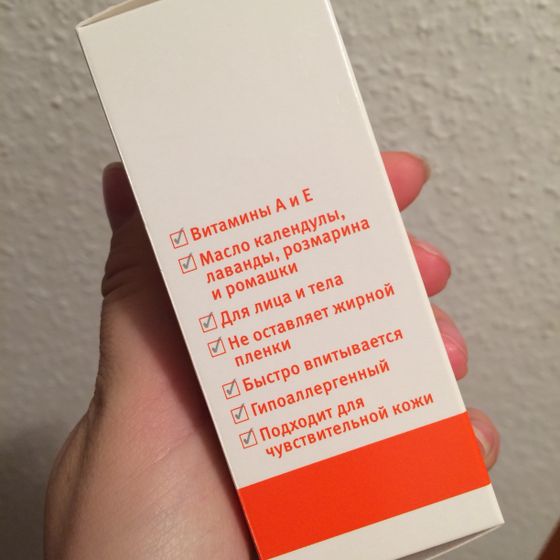 Витамины А и Е
Масло календулы,
лаванды, розмарина
и ромашки
Для лица и тела
Не оставляет жирной
пленки
Быстро впитывается
Гипоаллергенный
Подходит для
чувствительной кожи